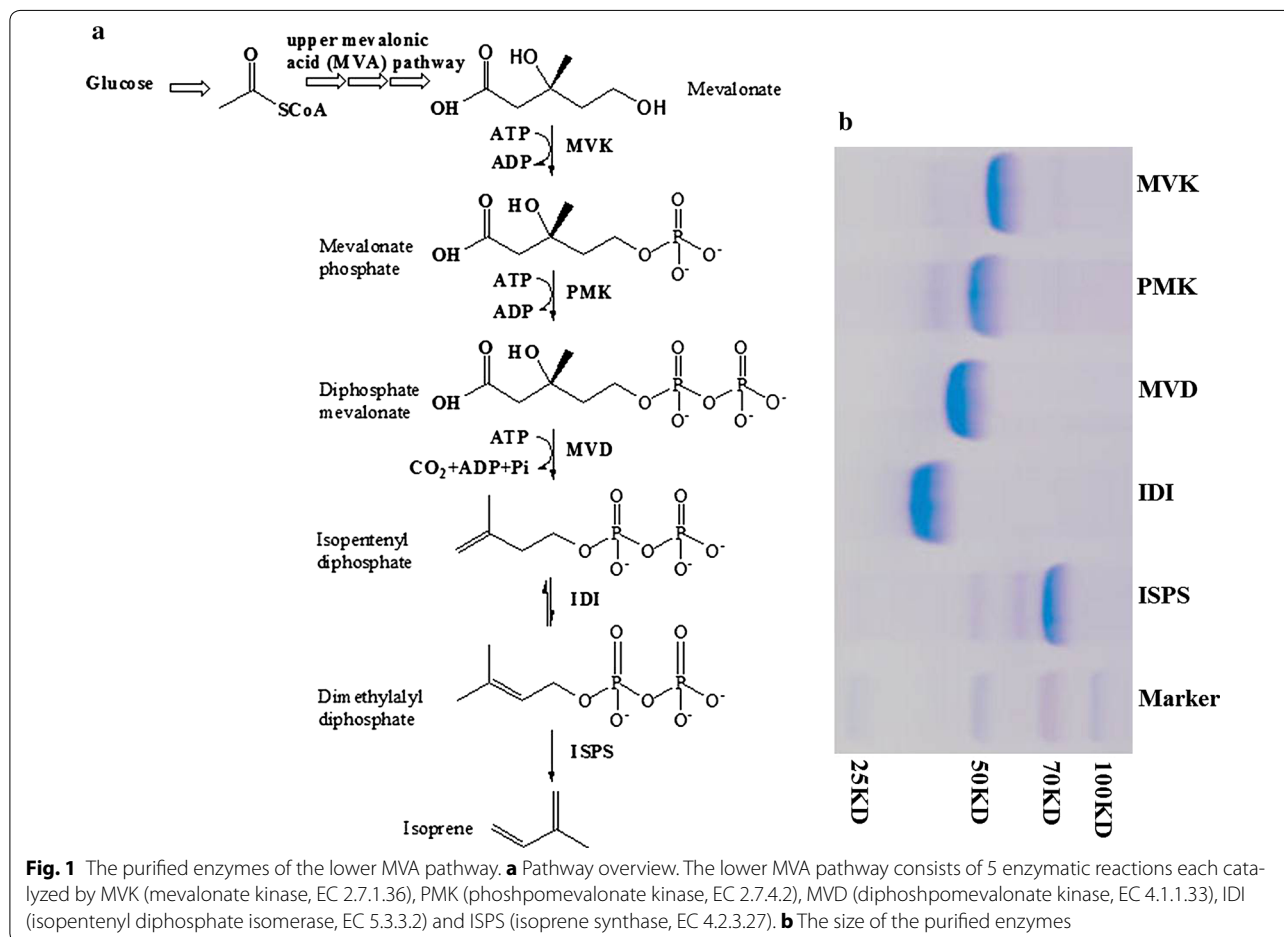 a
upper mevalonic
acid (MVA) pathway
Glucose
O
SCoA
O
HO
OH
OH
Mevalonate
ATP
ADP
MVK
Mevalonate
phosphate
O
HO
OH
O
P
O
O-
O-
ATP
ADP
PMK
Diphosphate
mevalonate
O
HO
OH
O
P
O
O-
O
P
O
O-
O-
ATP
CO2+ADP+Pi
MVD
Isopentenyl
diphosphate
O
P
O
O-
O
P
O
O-
O-
IDI
Dimethylalyl
diphosphate
O
P
O
O-
O
P
O
O-
O-
ISPS
Isoprene
b
MVK
PMK
MVD
IDI
ISPS
Marker
25KD
50KD
70KD
100KD
Fig. 1 The purified enzymes of the lower MVA pathway. a Pathway overview. The lower MVA pathway consists of 5 enzymatic reactions each cata-
lyzed by MVK (mevalonate kinase, EC 2.7.1.36), PMK (phoshpomevalonate kinase, EC 2.7.4.2), MVD (diphoshpomevalonate kinase, EC 4.1.1.33), IDI
(isopentenyl diphosphate isomerase, EC 5.3.3.2) and ISPS (isoprene synthase, EC 4.2.3.27). b The size of the purified enzymes